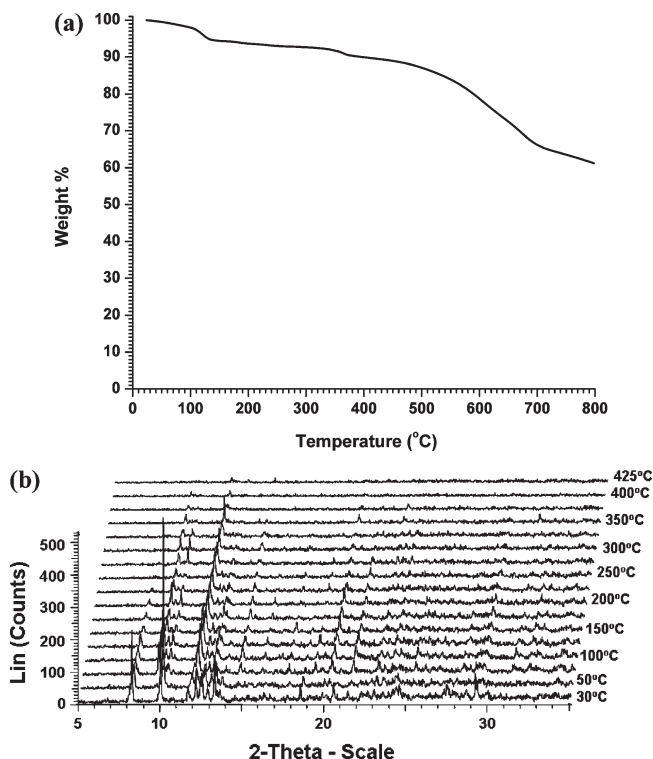 (a)
100
90
80
70
60
50
40
30
20
10
0
Weight %
0 100 200 300 400 500 600 700 800
Temperature (°C)
(b)
425°C
400°C
350°C
300°C
250°C
200°C
150°C
100°C
50°C
30°C
500
400
300
200
100
0
Lin (Counts)
5 10 20 30
2-Theta - Scale